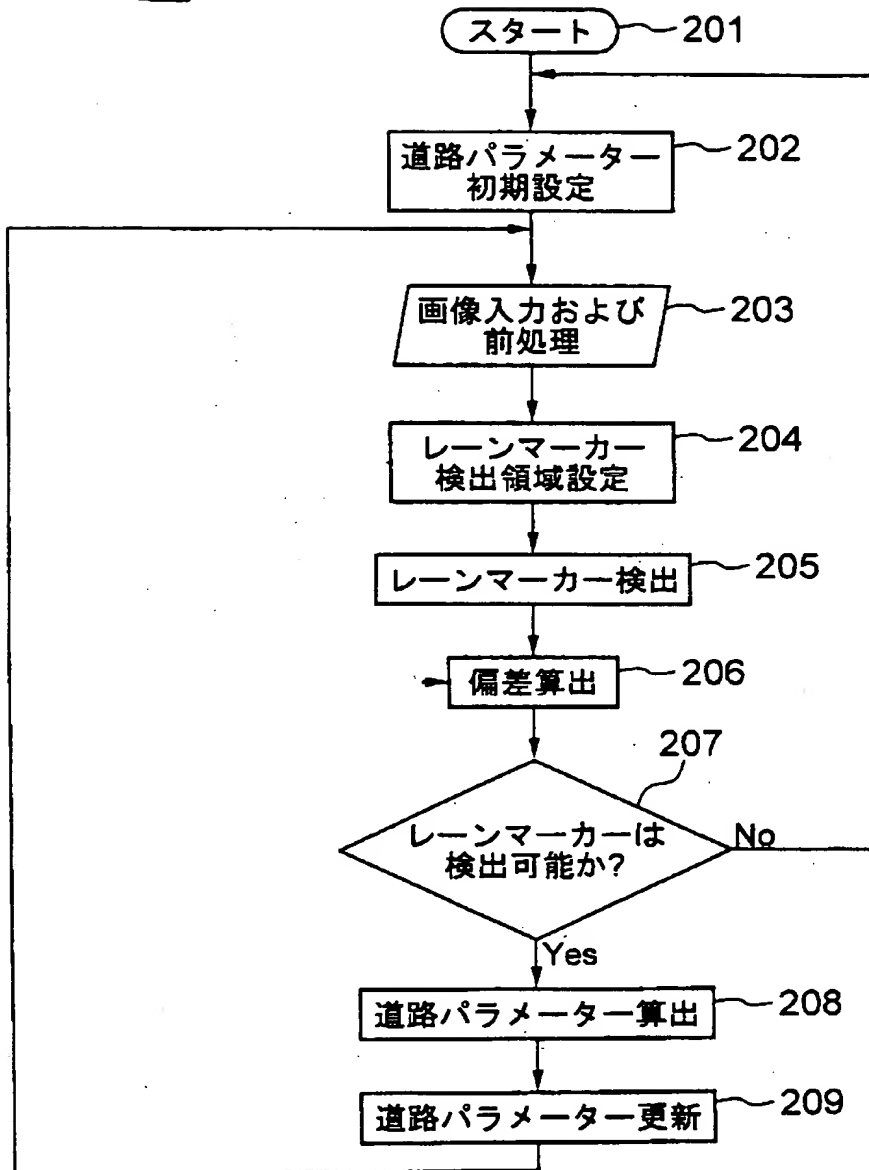 スタート
201
道路パラメーター
初期設定
202
画像入力および
前処理
203
レーンマーカー
検出領域設定
204
レーンマーカー検出
205
偏差算出
206
207
レーンマーカーは
検出可能か?
No
Yes
道路パラメーター算出
208
道路パラメーター更新
209